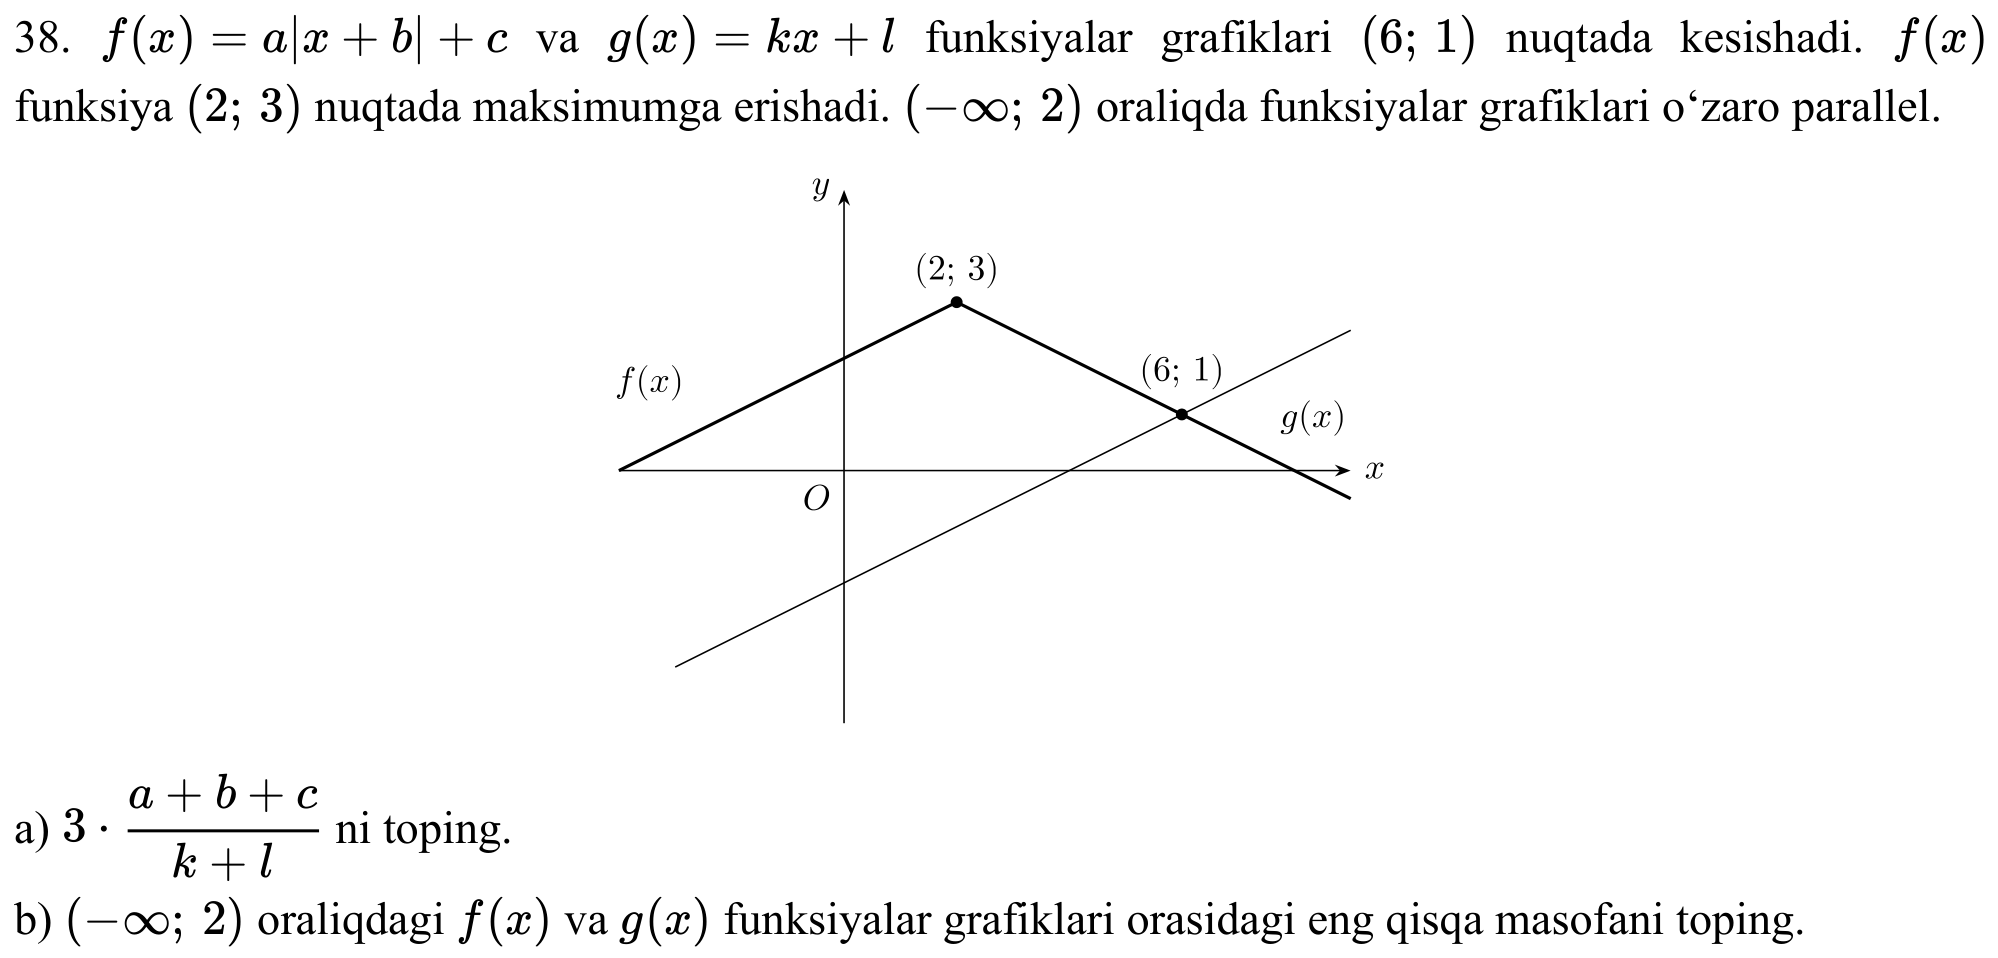 38. f(x) = a|x + b| + c va g(x) = kx + l funksiyalar grafiklari (6; 1) nuqtada kesishadi. f(x)
funksiya (2; 3) nuqtada maksimumga erishadi. (−∞; 2) oraliqda funksiyalar grafiklari o‘zaro parallel.
y
(2; 3)
f(x)
(6; 1)
g(x)
x
O
a) 3 · \frac{a + b + c}{k + l} ni toping.
b) (−∞; 2) oraliqdagi f(x) va g(x) funksiyalar grafiklari orasidagi eng qisqa masofani toping.